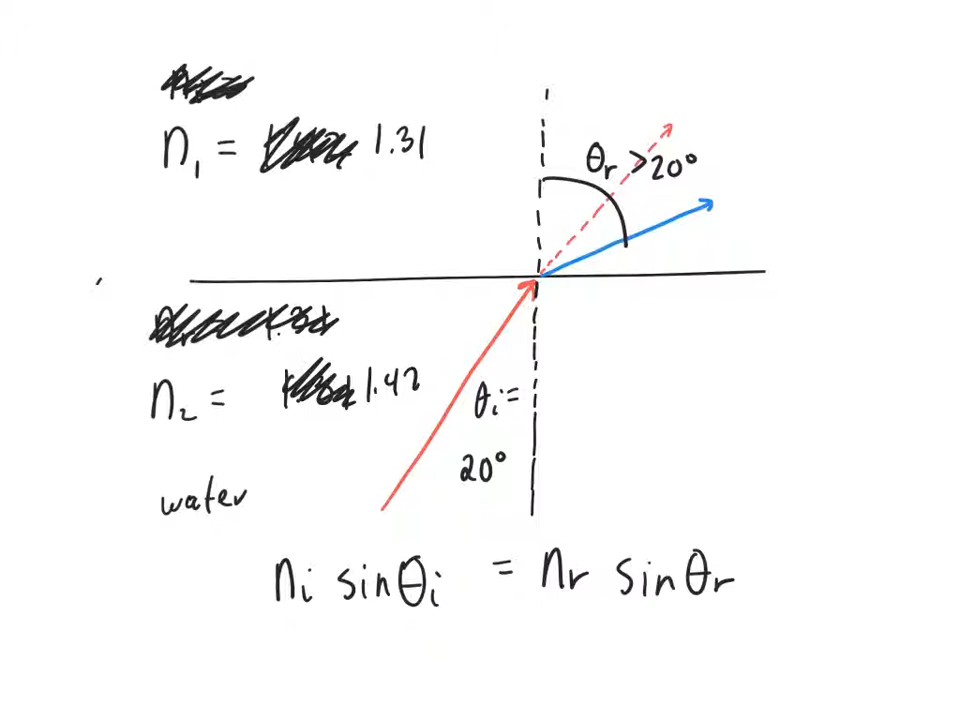 n₁ = 1.31
θr > 20°
n₂ = 1.42
θi =
20°
water
ni sinθi = nr sinθr